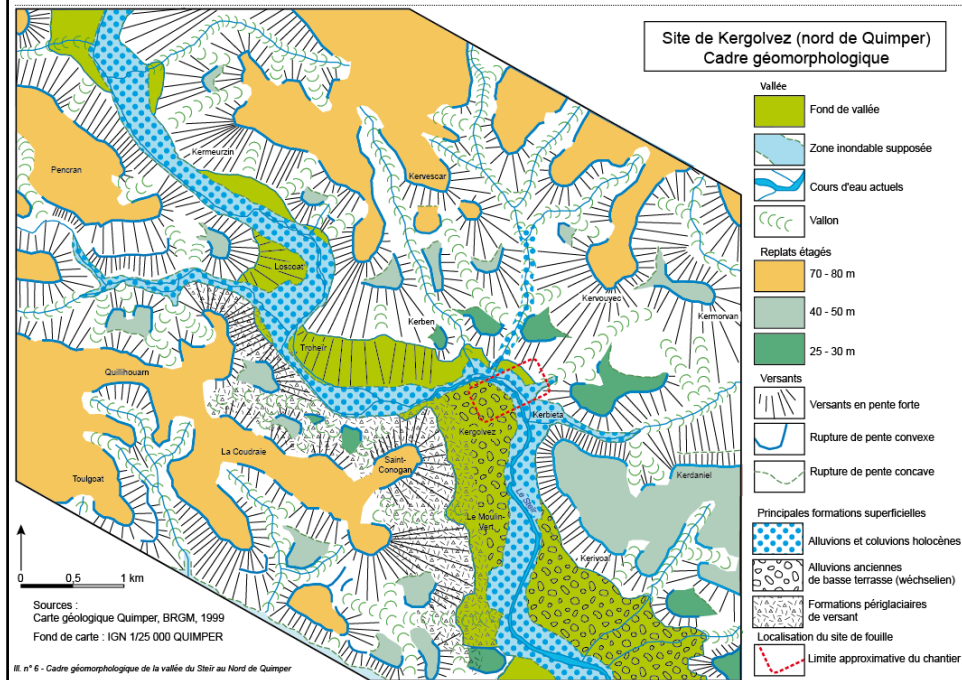 Site de Kergolvez (nord de Quimper)
Cadre géomorphologique
Vallée
Fond de vallée
Zone inondable supposée
Cours d'eau actuels
Vallon
Replats étagés
70 - 80 m
40 - 50 m
25 - 30 m
Versants
Versants en pente forte
Rupture de pente convexe
Rupture de pente concave
Principales formations superficielles
Alluvions et coluvions holocènes
Alluvions anciennes
de basse terrasse (wéchselien)
Formations périglaciaires
de versant
Localisation du site de fouille
Limite approximative du chantier
Pencran
Kermeurzin
Kervescar
Loscoat
Kervouyec
Kermorvan
Kerben
Troheïr
Quillihouarn
Kerbieta
Kergolvez
La Coudraie
Saint-
Conogan
Toulgoat
Kerdaniel
Le Steir
Le Moulin-
Vert
Kerivoal
0 0,5 1 km
Sources :
Carte géologique Quimper, BRGM, 1999
Fond de carte : IGN 1/25 000 QUIMPER
Ill. n° 6 - Cadre géomorphologique de la vallée du Steïr au Nord de Quimper